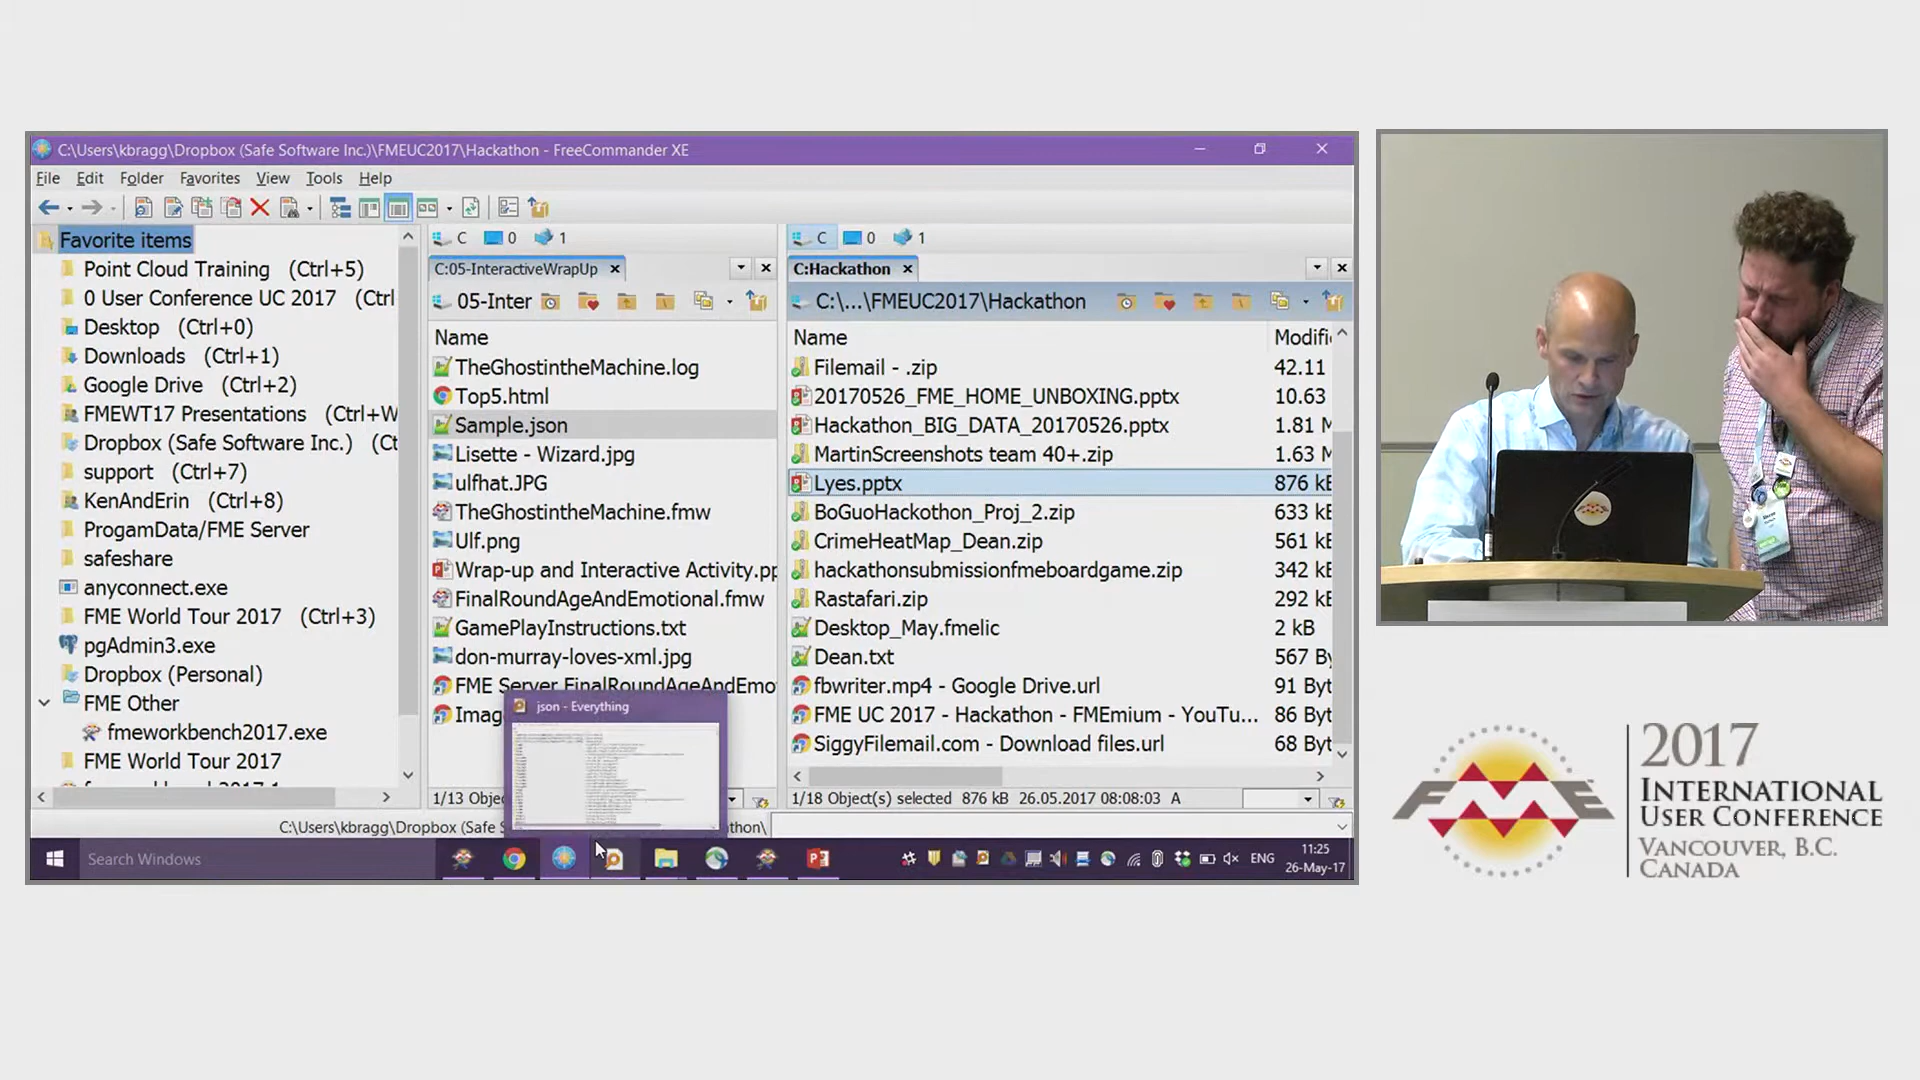 C:\Users\kbragg\Dropbox (Safe Software Inc.)\FMEUC2017\Hackathon - FreeCommander XE
File Edit Folder Favorites View Tools Help
Favorite items
Point Cloud Training (Ctrl+5)
0 User Conference UC 2017 (Ctrl
Desktop (Ctrl+0)
Downloads (Ctrl+1)
Google Drive (Ctrl+2)
FMEWT17 Presentations (Ctrl+W
Dropbox (Safe Software Inc.) (Ct
support (Ctrl+7)
KenAndErin (Ctrl+8)
ProgamData/FME Server
safeshare
anyconnect.exe
FME World Tour 2017 (Ctrl+3)
pgAdmin3.exe
Dropbox (Personal)
FME Other
fmeworkbench2017.exe
FME World Tour 2017
C 0 1
C:05-InteractiveWrapUp
05-Inter
Name
TheGhostintheMachine.log
Top5.html
Sample.json
Lisette - Wizard.jpg
ulfhat.JPG
TheGhostintheMachine.fmw
Ulf.png
Wrap-up and Interactive Activity.pp
FinalRoundAgeAndEmotional.fmw
GamePlayInstructions.txt
don-murray-loves-xml.jpg
FME Server FinalRoundAgeAndEmo
Imag
json - Everything
1/13 Objec
C 0 1
C:Hackathon
C:\...\FMEUC2017\Hackathon
Name Modifi
Filemail - .zip 42.11
20170526_FME_HOME_UNBOXING.pptx 10.63
Hackathon_BIG_DATA_20170526.pptx 1.81 M
MartinScreenshots team 40+.zip 1.63 M
Lyes.pptx 876 kB
BoGuoHackothon_Proj_2.zip 633 kB
CrimeHeatMap_Dean.zip 561 kB
hackathonsubmissionfmeboardgame.zip 342 kB
Rastafari.zip 292 kB
Desktop_May.fmelic 2 kB
Dean.txt 567 By
fbwriter.mp4 - Google Drive.url 91 Byt
FME UC 2017 - Hackathon - FMEmium - YouTu... 86 Byt
SiggyFilemail.com - Download files.url 68 Byt
1/18 Object(s) selected 876 kB 26.05.2017 08:08:03 A
C:\Users\kbragg\Dropbox (Safe S
thon\
Search Windows
ENG
11:25
26-May-17
FME
2017
INTERNATIONAL
USER CONFERENCE
VANCOUVER, B.C.
CANADA